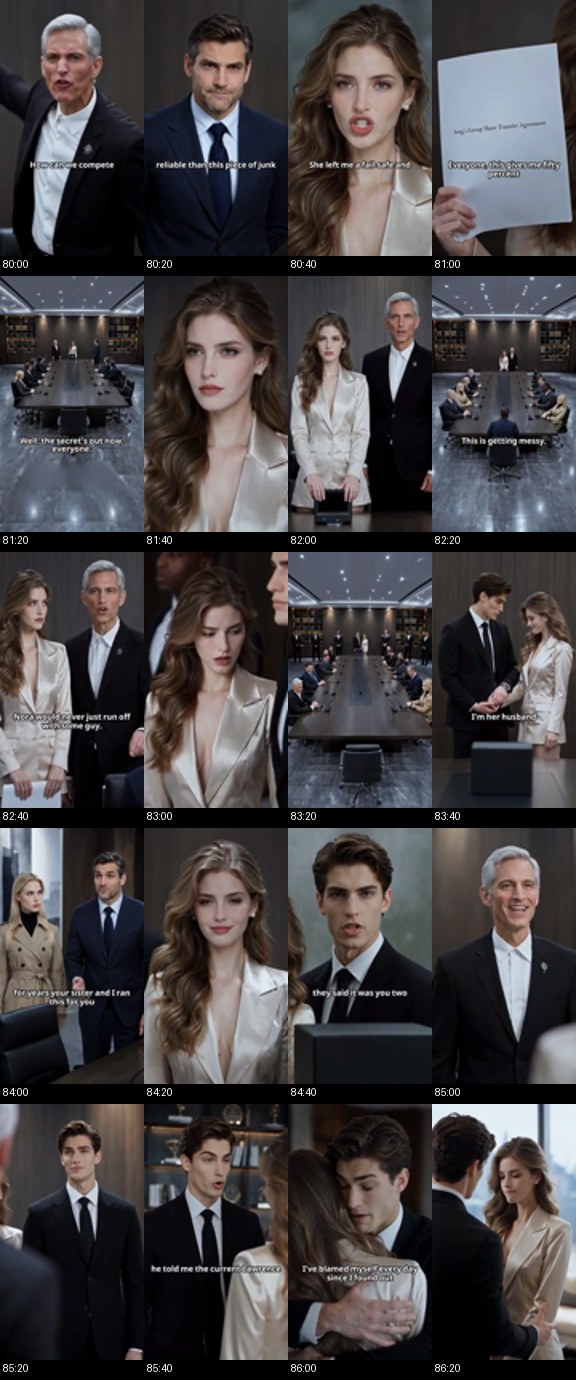 How can we compete
reliable than this piece of junk
She left me a fail-safe and
Group Share Transfer Agreement
Everyone, this gives me fifty
percent
80:00
80:20
80:40
81:00
Well, the secret's out now
everyone.
This is getting messy.
81:20
81:40
82:00
82:20
Nora would never just run off
with some guy.
I'm her husband
82:40
83:00
83:20
83:40
for years your sister and I ran
this for you
they said it was you two
84:00
84:20
84:40
85:00
he told me the current Lawrence
I've blamed myself every day
since I found out
85:20
85:40
86:00
86:20